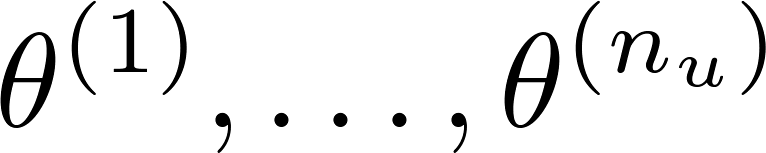 θ^(1), . . . , θ^(n_u)